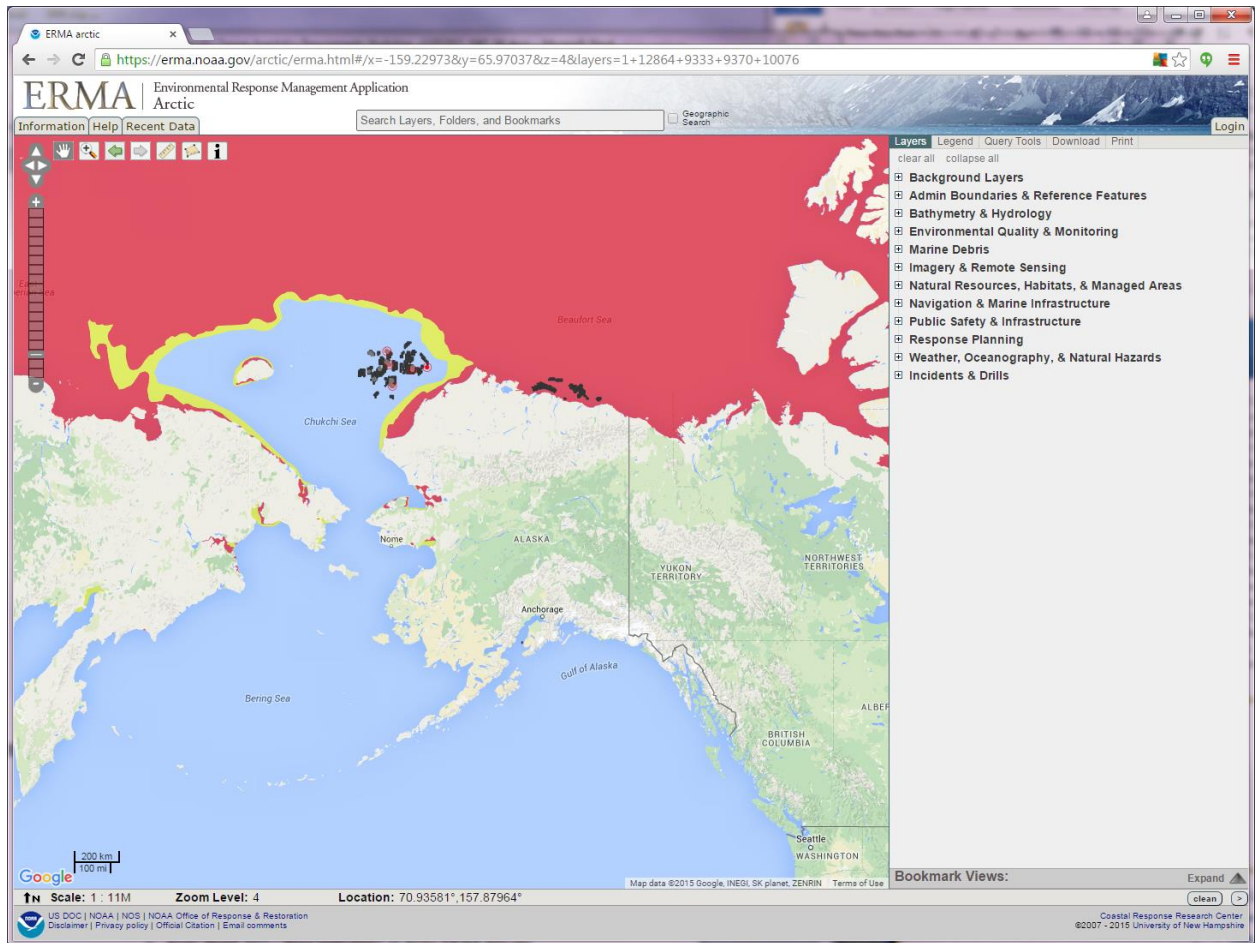 ERMA arctic
https://erma.noaa.gov/arctic/erma.html#/x=-159.22973&y=65.97037&z=4&layers=1+12864+9333+9370+10076
ERMA
Environmental Response Management Application
Arctic
Search Layers, Folders, and Bookmarks
Geographic
Search
Login
Information
Help
Recent Data
Layers
Legend
Query Tools
Download
Print
clear all
collapse all
Background Layers
Admin Boundaries & Reference Features
Bathymetry & Hydrology
Environmental Quality & Monitoring
Marine Debris
Imagery & Remote Sensing
Natural Resources, Habitats, & Managed Areas
Navigation & Marine Infrastructure
Public Safety & Infrastructure
Response Planning
Weather, Oceanography, & Natural Hazards
Incidents & Drills
Beaufort Sea
Chukchi Sea
Nome
ALASKA
YUKON
TERRITORY
NORTHWEST
TERRITORIES
Anchorage
Gulf of Alaska
Bering Sea
ALBER
BRITISH
COLUMBIA
Seattle
WASHINGTON
200 km
100 mi
Google
Map data ©2015 Google, INEGI, SK planet, ZENRIN
Terms of Use
Bookmark Views:
Expand
N Scale: 1 : 11M
Zoom Level: 4
Location: 70.93581°,157.87964°
clean
>
US DOC | NOAA | NOS | NOAA Office of Response & Restoration
Disclaimer | Privacy policy | Official Citation | Email comments
Coastal Response Research Center
©2007 - 2015 University of New Hampshire